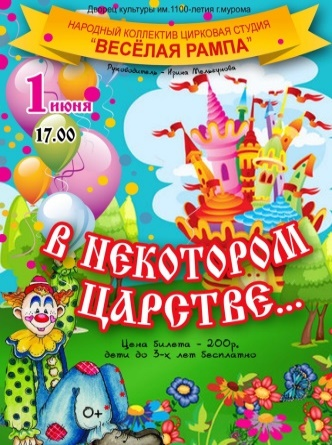 Дворец культуры им.1100-летия г.мурома
НАРОДНЫЙ КОЛЛЕКТИВ ЦИРКОВАЯ СТУДИЯ
"ВЕСЁЛАЯ РАМПА"
Руководитель - Ирина Мельгунова
1 июня
17.00
В НЕКОТОРОМ
ЦАРСТВЕ...
Цена билета - 200р,
дети до 3-х лет бесплатно
0+